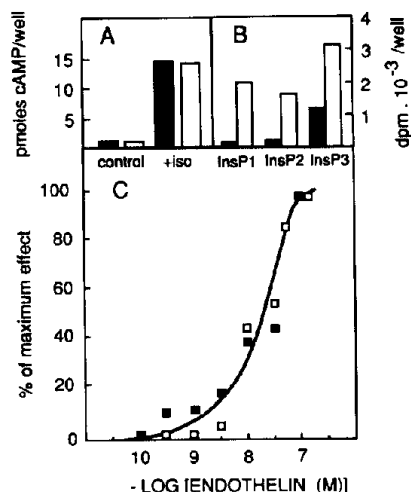 A
B
pmoles cAMP/well
15
10
5
4
3
2
1
dpm · 10⁻³ /well
control
+iso
InsP1
InsP2
InsP3
C
% of maximum effect
100
80
60
40
20
0
10
9
8
7
- LOG [ENDOTHELIN (M)]